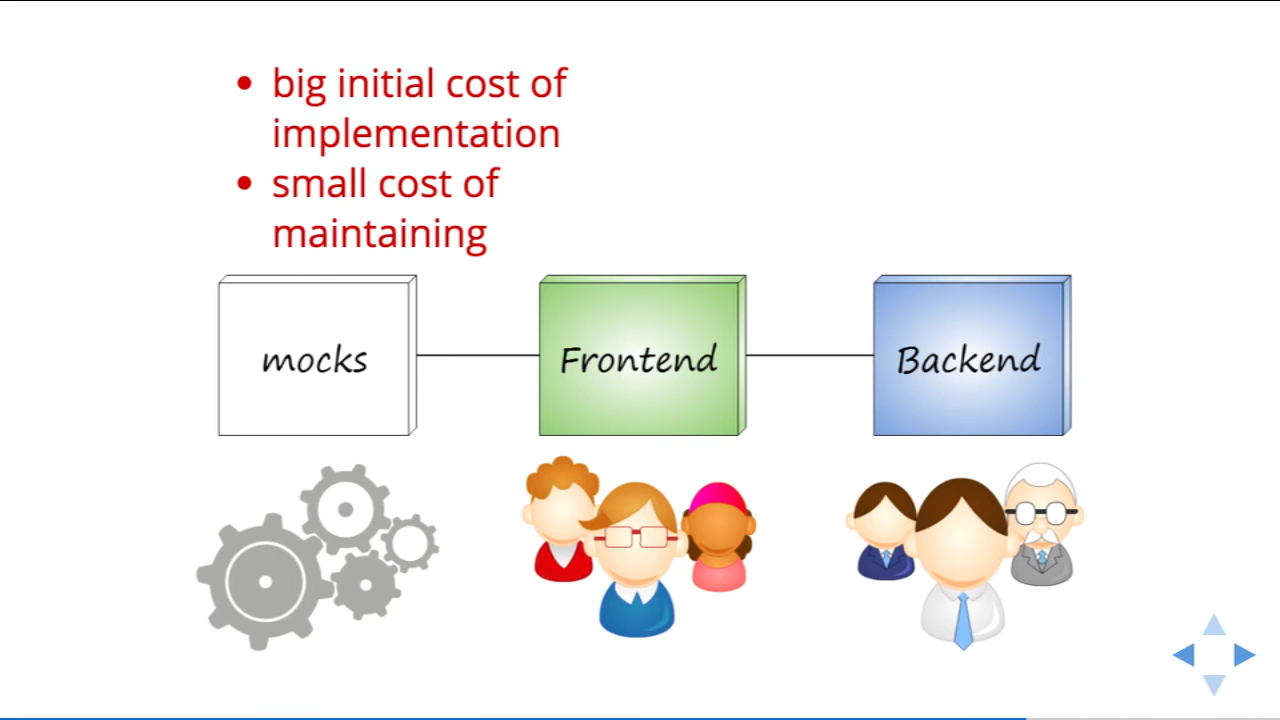 • big initial cost of
implementation
• small cost of
maintaining
mocks
Frontend
Backend